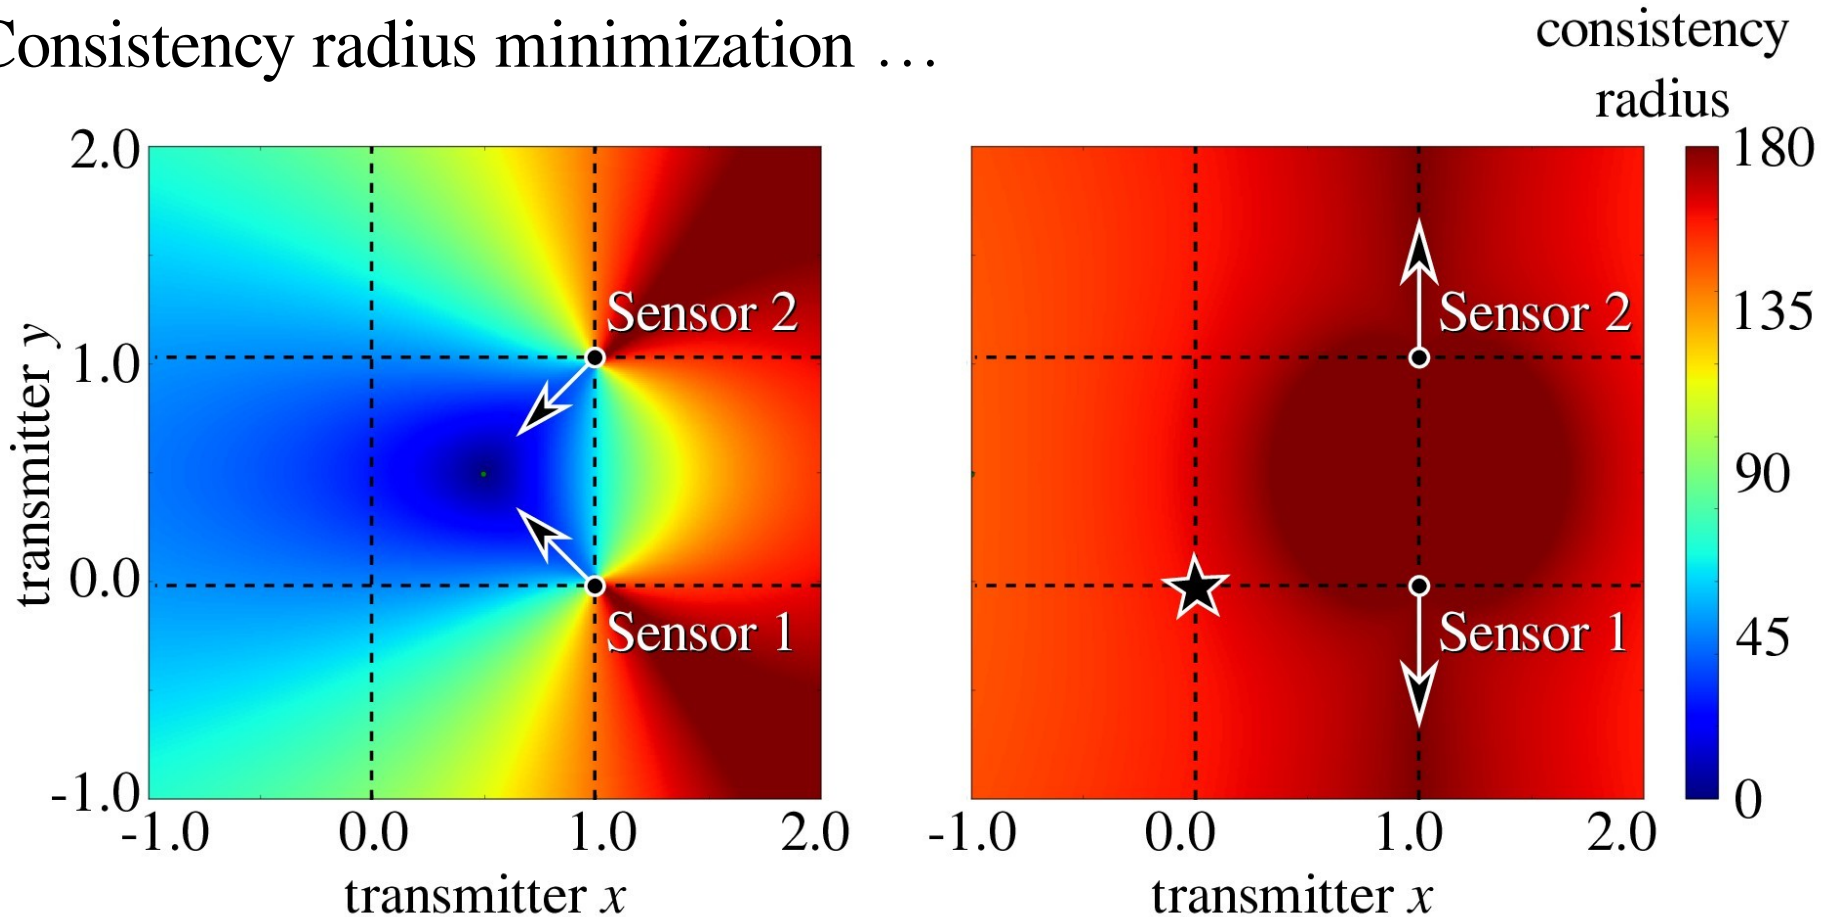 Consistency radius minimization …
consistency
radius
2.0
1.0
0.0
-1.0
transmitter y
Sensor 2
Sensor 1
-1.0 0.0 1.0 2.0
transmitter x
Sensor 2
Sensor 1
-1.0 0.0 1.0 2.0
transmitter x
180
135
90
45
0